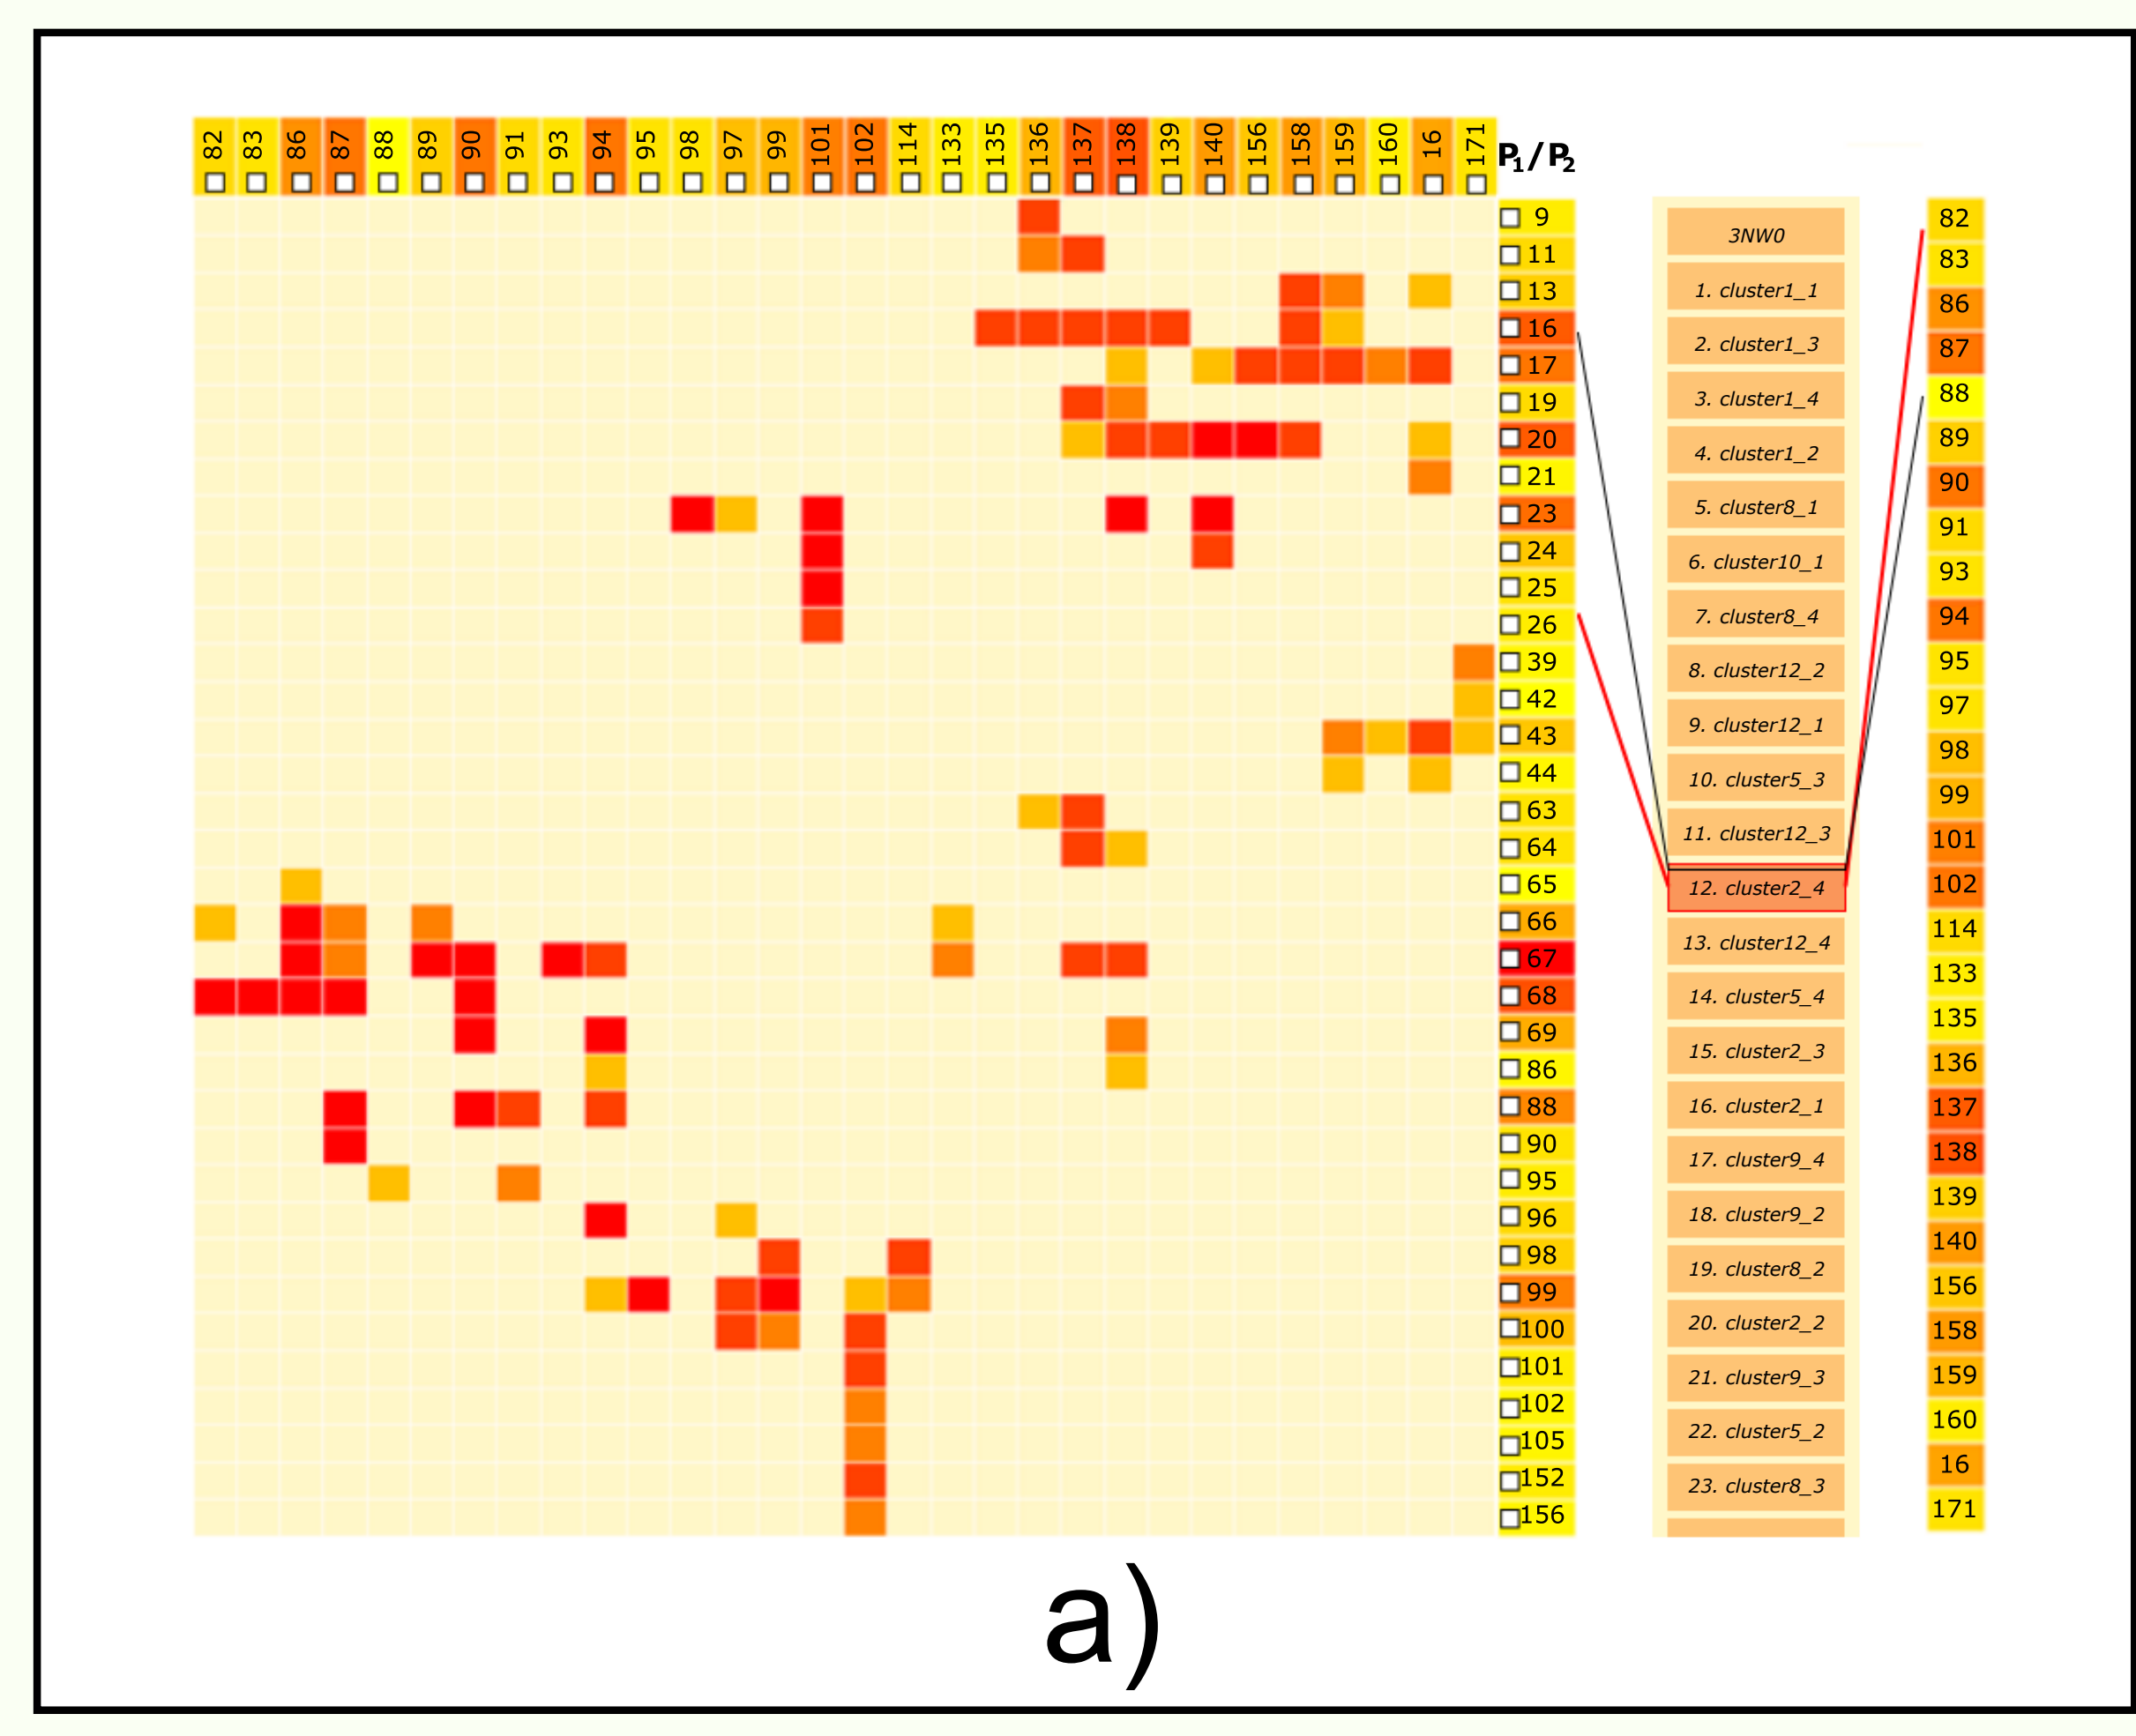 82 83 86 87 88 89 90 91 93 94 95 98 97 99 101 102 114 133 135 136 137 138 139 140 156 158 159 160 16 171
P1/P2
9
11
13
16
17
19
20
21
23
24
25
26
39
42
43
44
63
64
65
66
67
68
69
86
88
90
95
96
98
99
100
101
102
105
152
156
3NW0
1. cluster1_1
2. cluster1_3
3. cluster1_4
4. cluster1_2
5. cluster8_1
6. cluster10_1
7. cluster8_4
8. cluster12_2
9. cluster12_1
10. cluster5_3
11. cluster12_3
12. cluster2_4
13. cluster12_4
14. cluster5_4
15. cluster2_3
16. cluster2_1
17. cluster9_4
18. cluster9_2
19. cluster8_2
20. cluster2_2
21. cluster9_3
22. cluster5_2
23. cluster8_3
82
83
86
87
88
89
90
91
93
94
95
97
98
99
101
102
114
133
135
136
137
138
139
140
156
158
159
160
16
171
a)